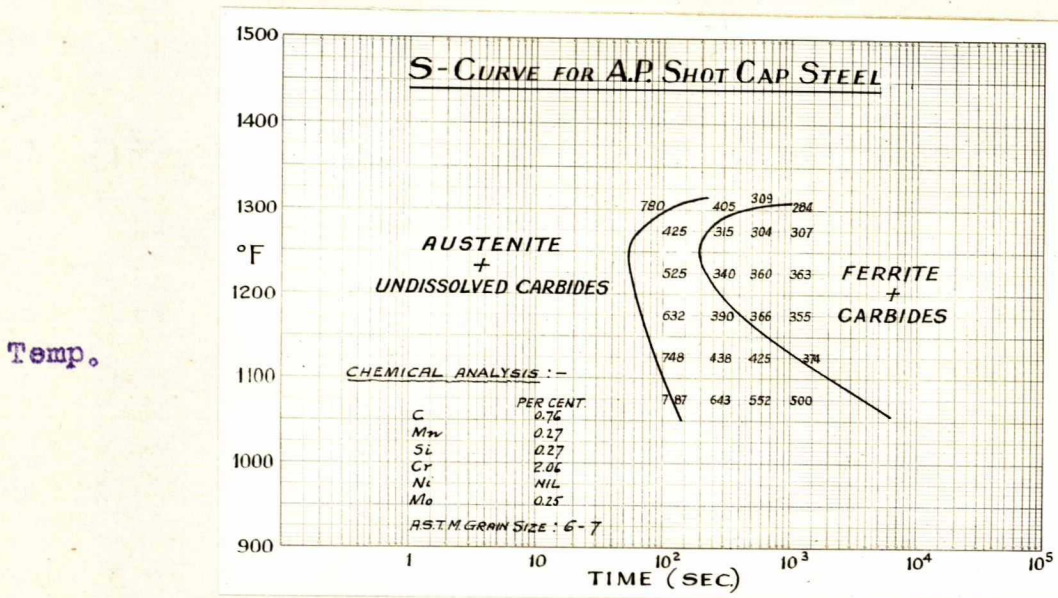 1500
S-CURVE FOR A.P. SHOT CAP STEEL
1400
1300
780 405 309 284
425 315 304 307
°F
AUSTENITE
+
UNDISSOLVED CARBIDES
525 340 360 363
FERRITE
+
CARBIDES
1200
632 390 366 355
Temp.
748 438 425 374
1100
CHEMICAL ANALYSIS :-
787 643 552 500
PER CENT.
C 0.76
Mn 0.27
Si 0.27
Cr 2.06
Ni NIL
Mo 0.25
1000
A.S.T.M. GRAIN SIZE : 6-7
900
1 10 10² 10³ 10⁴ 10⁵
TIME (SEC.)